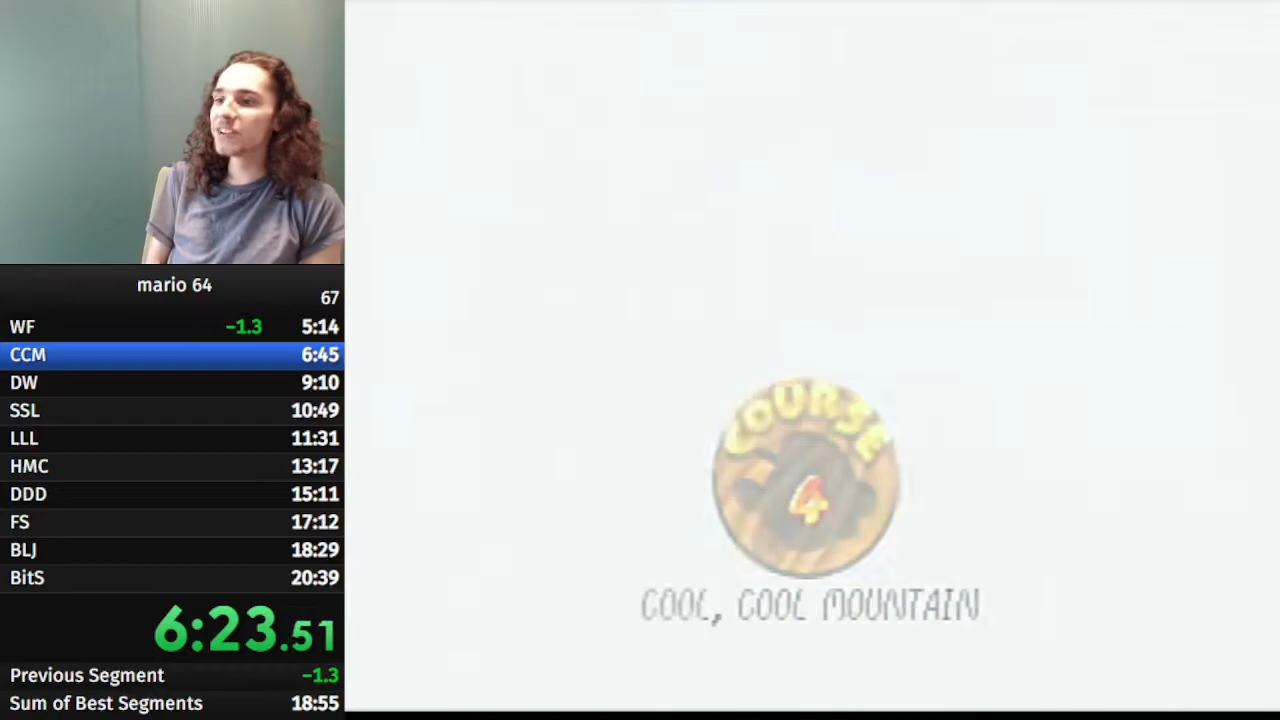 mario 64
67
WF -1.3 5:14
CCM 6:45
DW 9:10
SSL 10:49
LLL 11:31
HMC 13:17
DDD 15:11
FS 17:12
BLJ 18:29
BitS 20:39
6:23.51
Previous Segment -1.3
Sum of Best Segments 18:55
COURSE
4
COOL, COOL MOUNTAIN